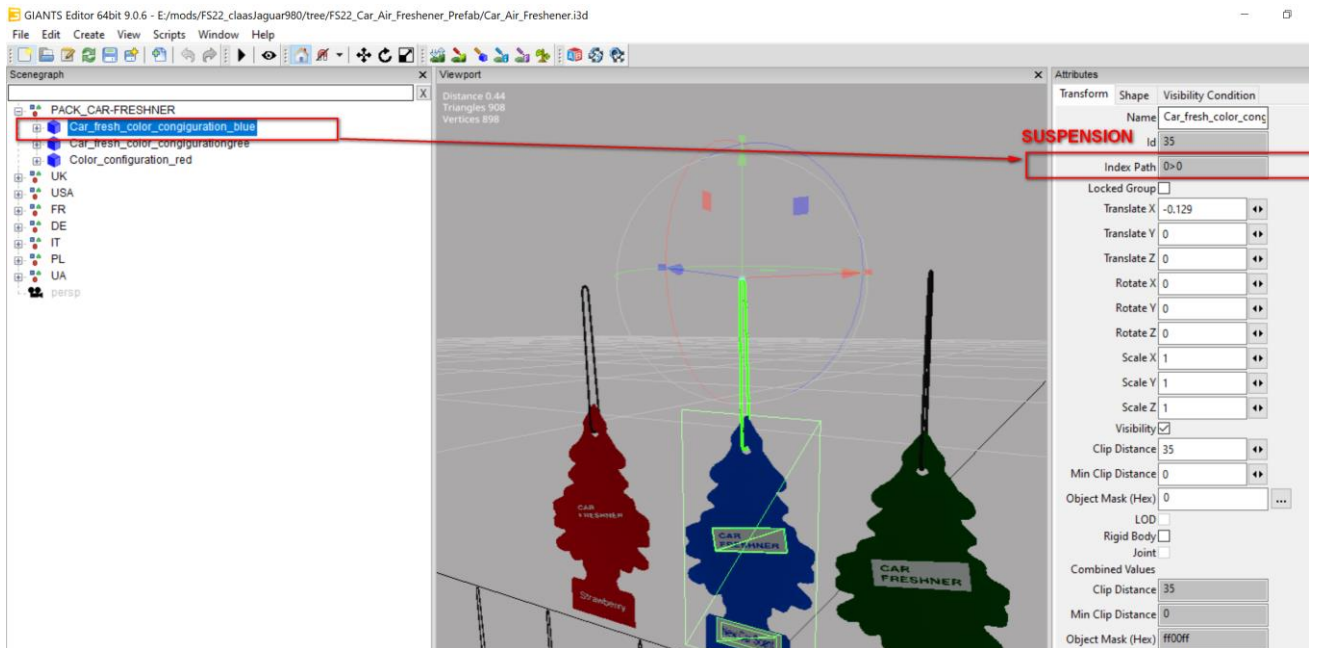 GIANTS Editor 64bit 9.0.6 - E:/mods/FS22_claasJaguar980/tree/FS22_Car_Air_Freshener_Prefab/Car_Air_Freshener.i3d
File Edit Create View Scripts Window Help
Scenegraph
X
PACK_CAR-FRESHNER
Car_fresh_color_congiguration_blue
Car_fresh_color_congigurationgree
Color_configuration_red
UK
USA
FR
DE
IT
PL
UA
persp
Viewport
Distance 0.44
Triangles 908
Vertices 898
CAR
FRESHNER
Strawberry
CAR
FRESHNER
CAR
FRESHNER
Attributes
Transform Shape Visibility Condition
Name Car_fresh_color_cong
SUSPENSION
Id 35
Index Path 0>0
Locked Group
Translate X -0.129
Translate Y 0
Translate Z 0
Rotate X 0
Rotate Y 0
Rotate Z 0
Scale X 1
Scale Y 1
Scale Z 1
Visibility
Clip Distance 35
Min Clip Distance 0
Object Mask (Hex) 0 ...
LOD
Rigid Body
Joint
Combined Values
Clip Distance 35
Min Clip Distance 0
Object Mask (Hex) ff00ff